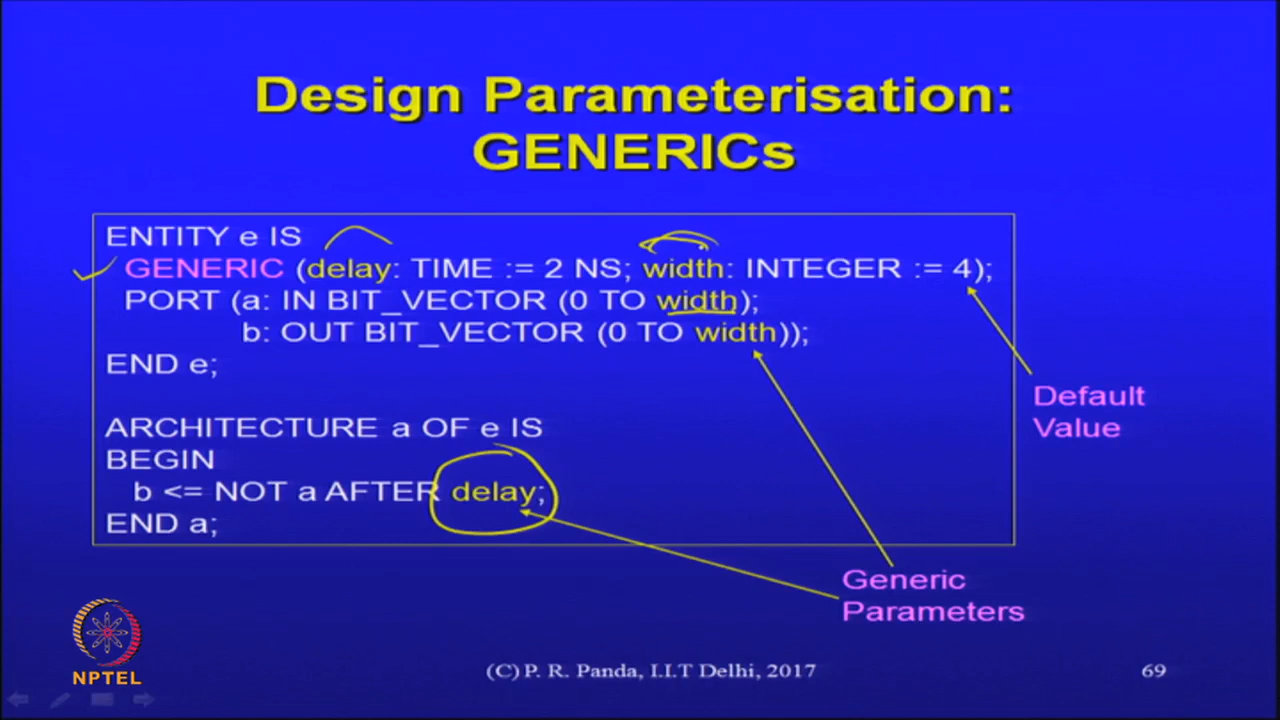 Design Parameterisation:
GENERICs
ENTITY e IS
GENERIC (delay: TIME := 2 NS; width: INTEGER := 4);
PORT (a: IN BIT_VECTOR (0 TO width);
b: OUT BIT_VECTOR (0 TO width));
END e;
ARCHITECTURE a OF e IS
BEGIN
b <= NOT a AFTER delay;
END a;
Default
Value
Generic
Parameters
NPTEL
(C) P. R. Panda, I.I.T Delhi, 2017
69